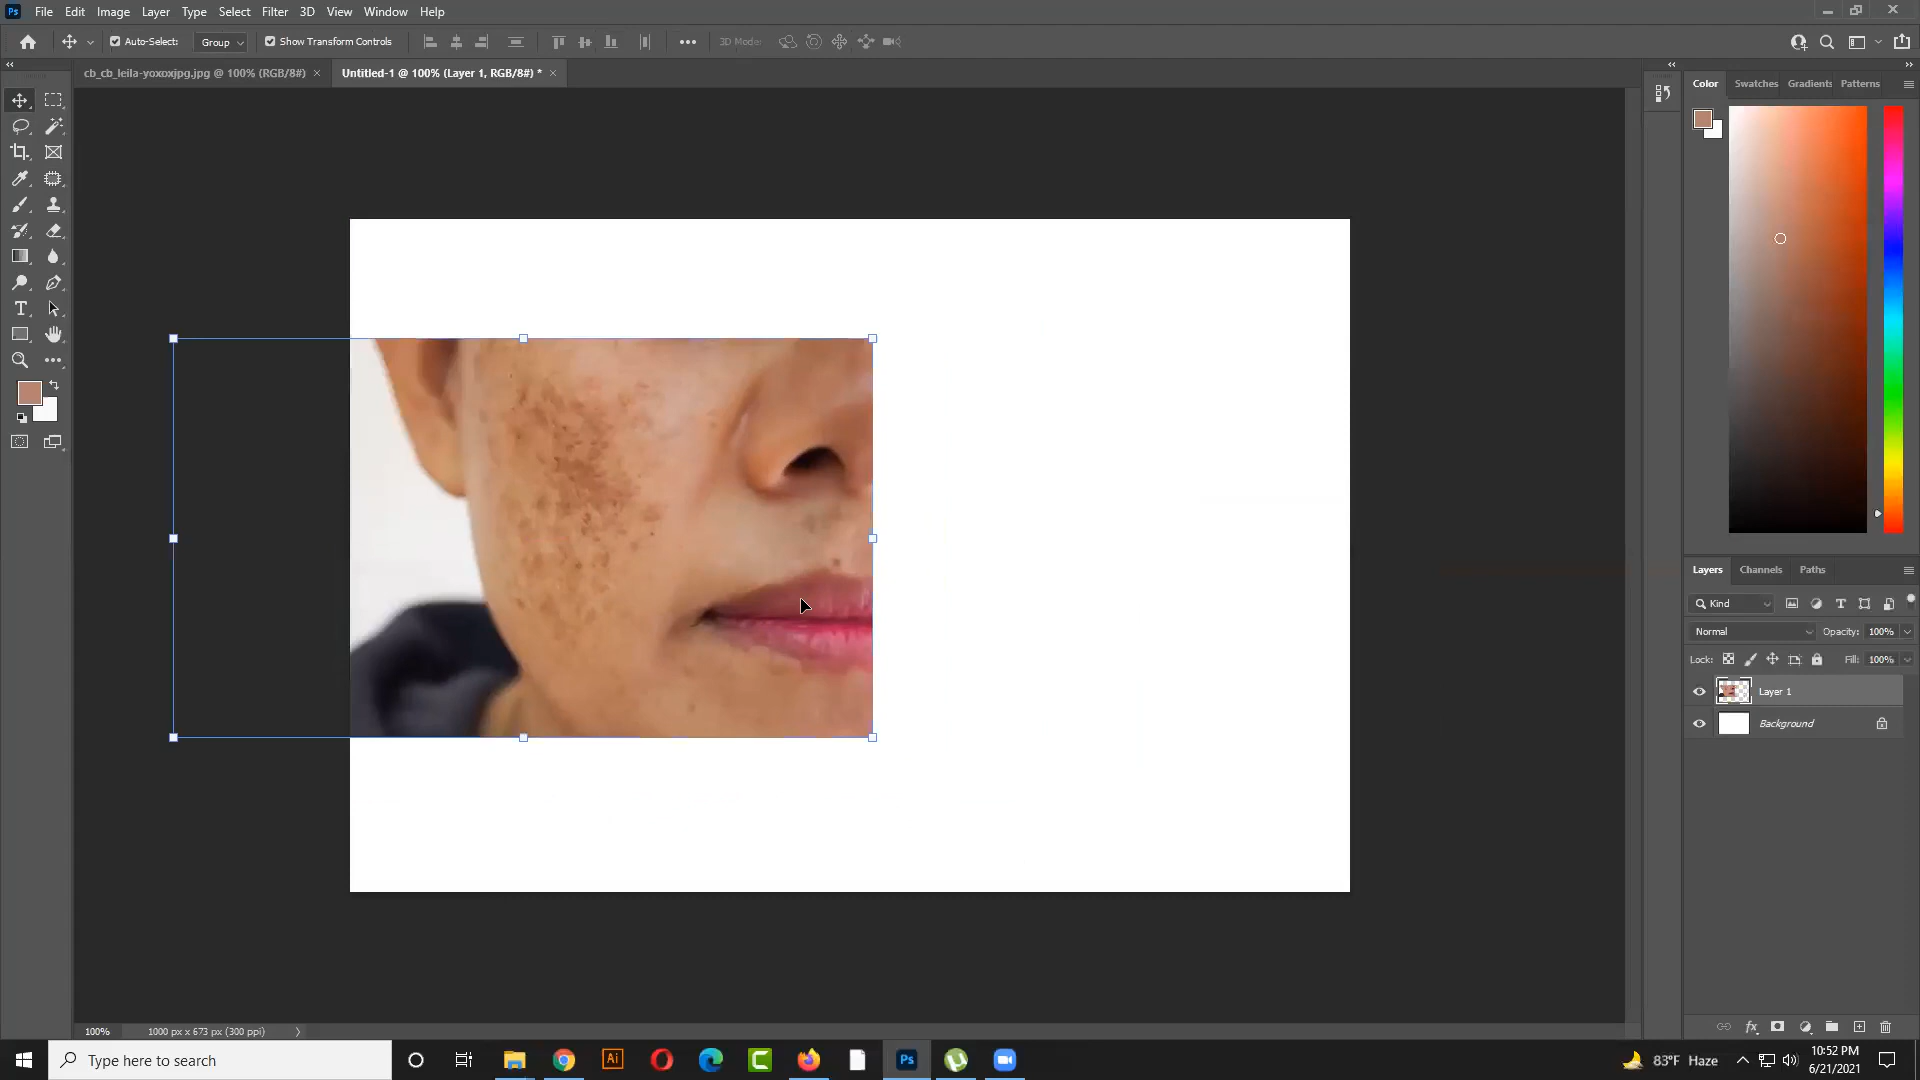 Ps File Edit Image Layer Type Select Filter 3D View Window Help
Auto-Select: Group Show Transform Controls 3D Mode:
cb_cb_leila-yoxoxjpg.jpg @ 100% (RGB/8#) × Untitled-1 @ 100% (Layer 1, RGB/8#) * ×
Color Swatches Gradients Patterns
Layers Channels Paths
Kind
Normal Opacity: 100%
Lock: Fill: 100%
Layer 1
Background
100% 1000 px x 673 px (300 ppi)
Type here to search
Ai
Ps
83°F Haze
10:52 PM
6/21/2021